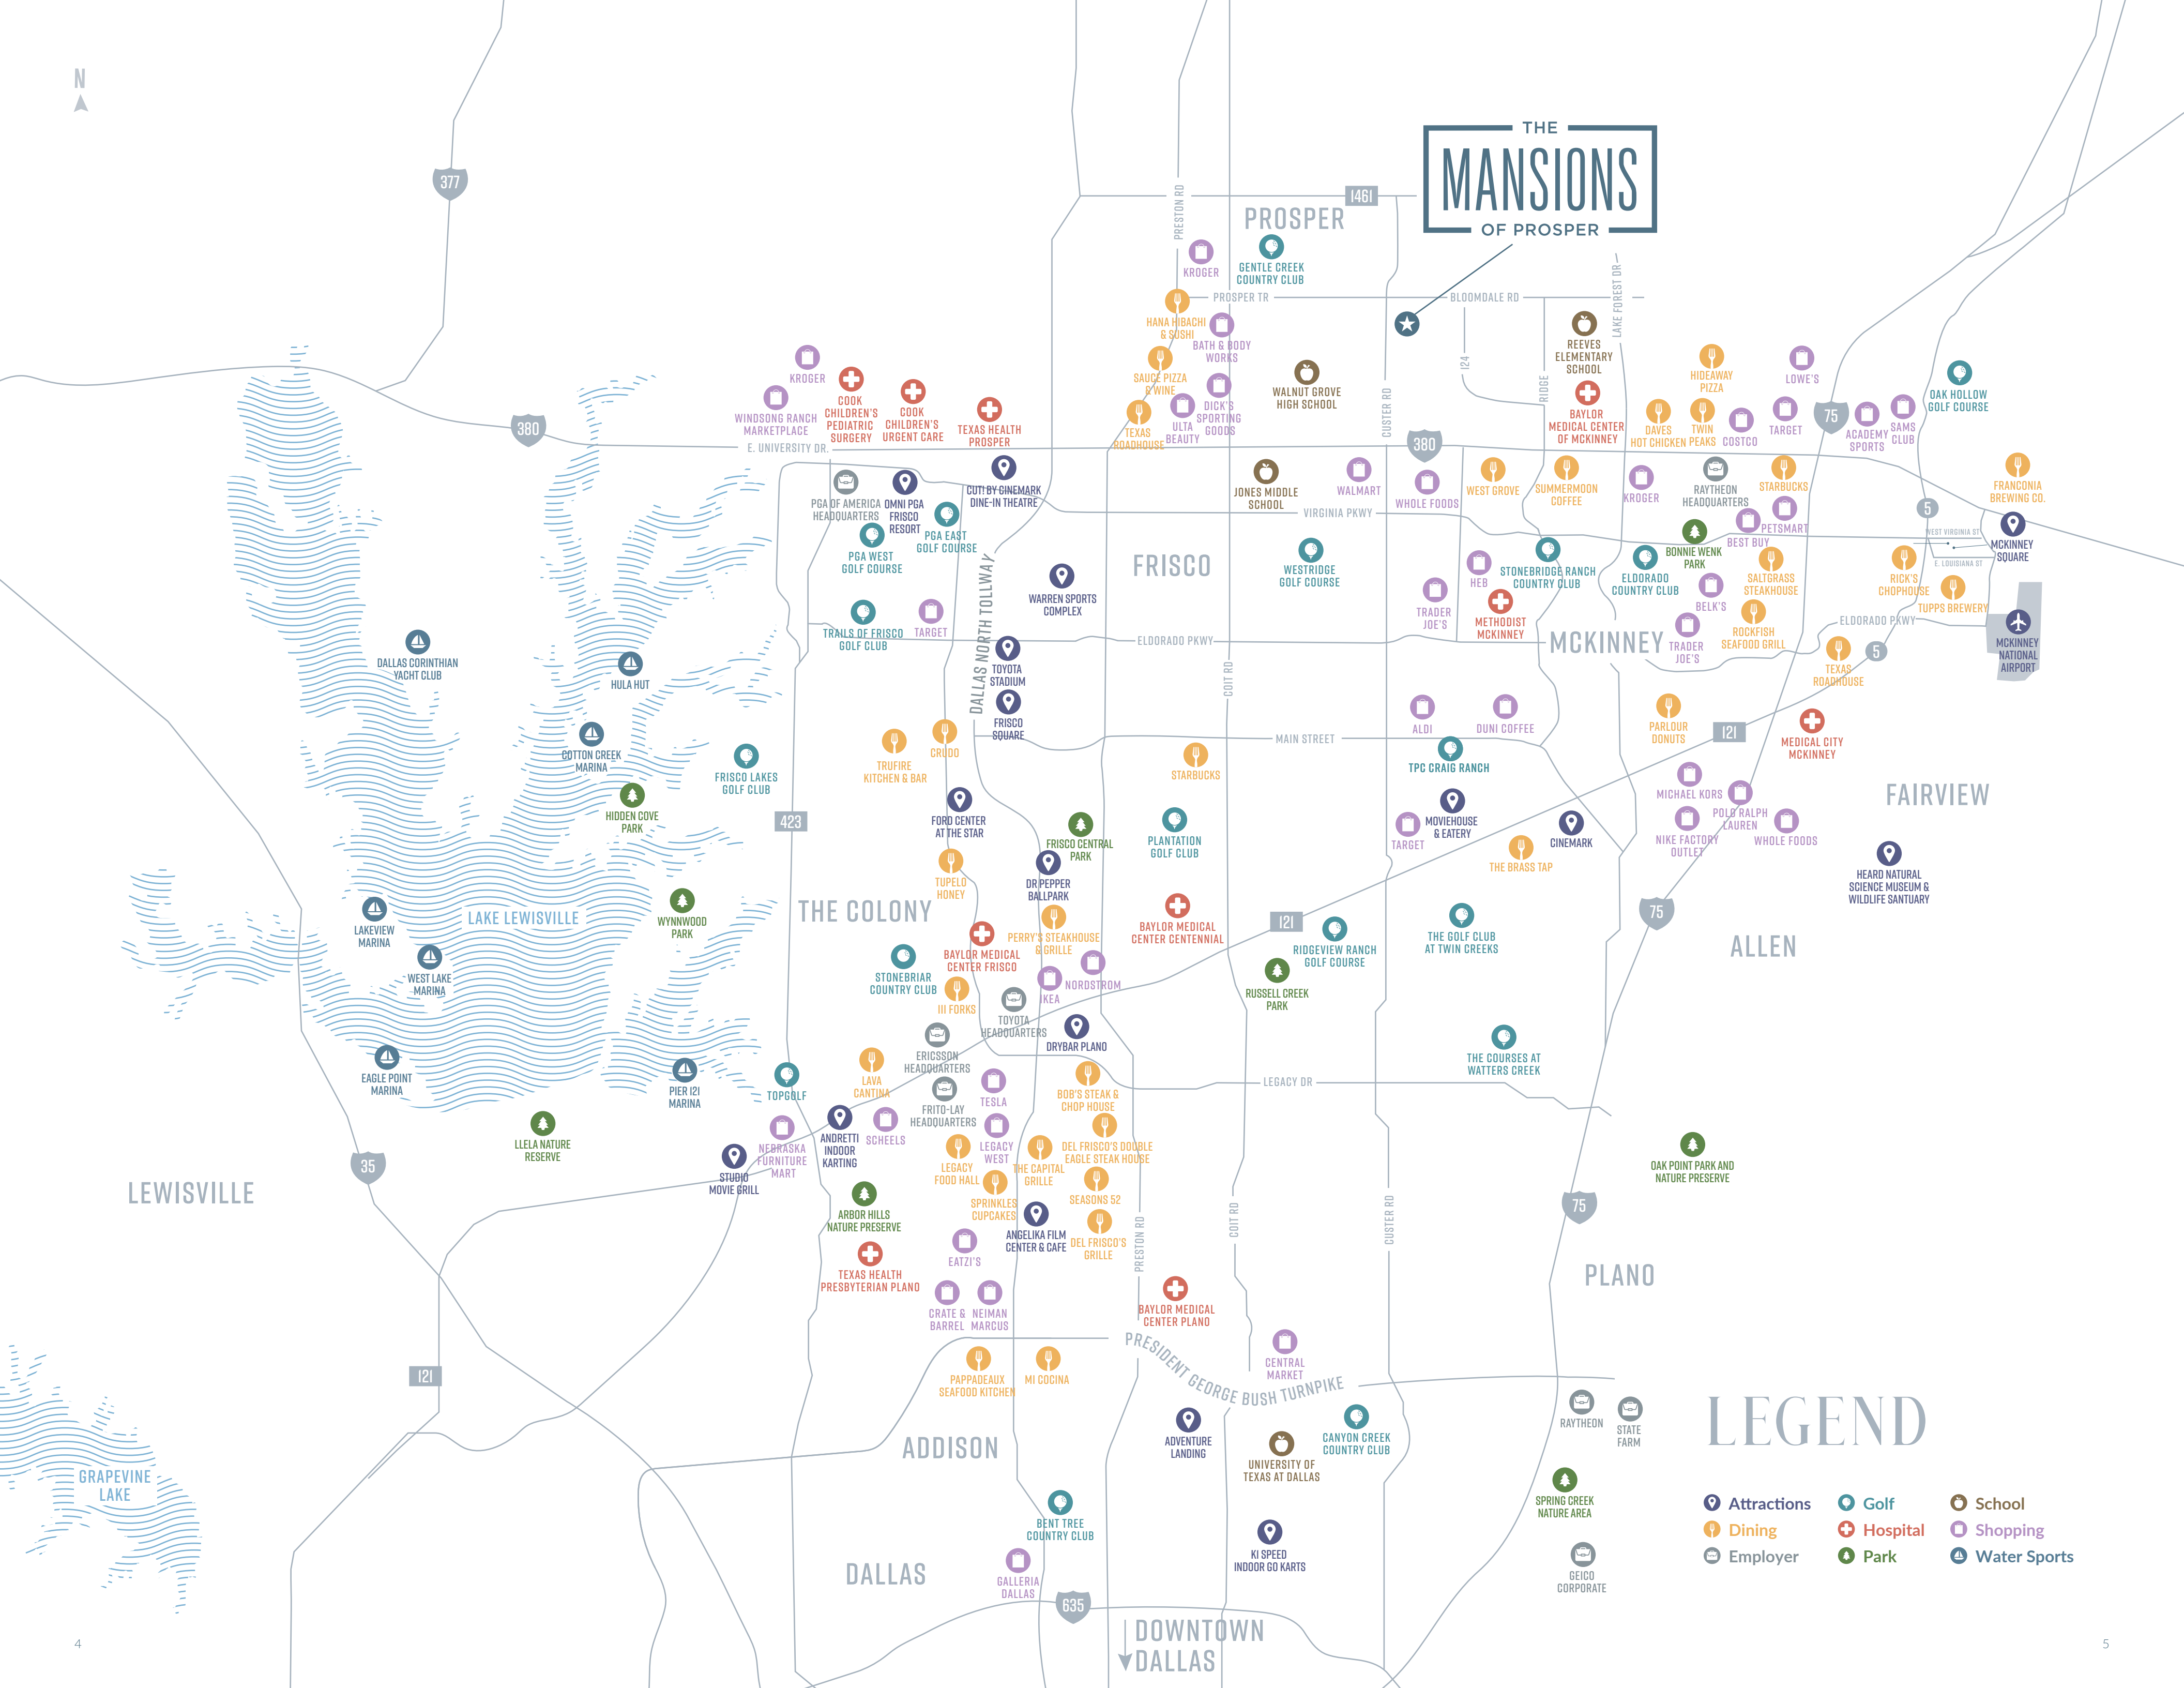 N
377
THE
MANSIONS
OF PROSPER
1461
PRESTON RD
PROSPER
KROGER
GENTLE CREEK
COUNTRY CLUB
LAKE FOREST DR
PROSPER TR
BLOOMDALE RD
HANA HIBACHI
& SUSHI
BATH & BODY
WORKS
REEVES
ELEMENTARY
SCHOOL
124
RIDGE
KROGER
WINDSONG RANCH
MARKETPLACE
COOK
CHILDREN'S
PEDIATRIC
SURGERY
COOK
CHILDREN'S
URGENT CARE
TEXAS HEALTH
PROSPER
SAUCE PIZZA
& WINE
DICK'S
SPORTING
GOODS
ULTA
BEAUTY
TEXAS
ROADHOUSE
WALNUT GROVE
HIGH SCHOOL
CUSTER RD
BAYLOR
MEDICAL CENTER
OF MCKINNEY
HIDEAWAY
PIZZA
LOWE'S
DAVES
HOT CHICKEN
TWIN
PEAKS
COSTCO
TARGET
75
ACADEMY
SPORTS
SAMS
CLUB
OAK HOLLOW
GOLF COURSE
380
E. UNIVERSITY DR.
380
PGA OF AMERICA
HEADQUARTERS
OMNI PGA
FRISCO
RESORT
CUT! BY CINEMARK
DINE-IN THEATRE
PGA EAST
GOLF COURSE
PGA WEST
GOLF COURSE
JONES MIDDLE
SCHOOL
WALMART
WHOLE FOODS
WEST GROVE
SUMMERMOON
COFFEE
KROGER
RAYTHEON
HEADQUARTERS
STARBUCKS
FRANCONIA
BREWING CO.
VIRGINIA PKWY
PETSMART
BEST BUY
5
WEST VIRGINIA ST
E. LOUISIANA ST
MCKINNEY
SQUARE
FRISCO
WESTRIDGE
GOLF COURSE
HEB
STONEBRIDGE RANCH
COUNTRY CLUB
ELDORADO
COUNTRY CLUB
BONNIE WENK
PARK
SALTGRASS
STEAKHOUSE
RICK'S
CHOPHOUSE
TUPPS BREWERY
WARREN SPORTS
COMPLEX
TRADER
JOE'S
METHODIST
MCKINNEY
BELK'S
TRAILS OF FRISCO
GOLF CLUB
TARGET
DALLAS NORTH TOLLWAY
ELDORADO PKWY
MCKINNEY
TRADER
JOE'S
ROCKFISH
SEAFOOD GRILL
ELDORADO PKWY
5
TEXAS
ROADHOUSE
MCKINNEY
NATIONAL
AIRPORT
DALLAS CORINTHIAN
YACHT CLUB
HULA HUT
TOYOTA
STADIUM
COIT RD
FRISCO
SQUARE
COTTON CREEK
MARINA
FRISCO LAKES
GOLF CLUB
TRUFIRE
KITCHEN & BAR
CRUDO
MAIN STREET
STARBUCKS
ALDI
DUNI COFFEE
PARLOUR
DONUTS
121
MEDICAL CITY
MCKINNEY
TPC CRAIG RANCH
HIDDEN COVE
PARK
423
FORD CENTER
AT THE STAR
FRISCO CENTRAL
PARK
PLANTATION
GOLF CLUB
TARGET
MOVIEHOUSE
& EATERY
CINEMARK
THE BRASS TAP
MICHAEL KORS
POLO RALPH
LAUREN
NIKE FACTORY
OUTLET
WHOLE FOODS
FAIRVIEW
HEARD NATURAL
SCIENCE MUSEUM &
WILDLIFE SANTUARY
TUPELO
HONEY
DR PEPPER
BALLPARK
LAKE LEWISVILLE
LAKEVIEW
MARINA
WYNNWOOD
PARK
THE COLONY
PERRY'S STEAKHOUSE
& GRILLE
BAYLOR MEDICAL
CENTER CENTENNIAL
121
RIDGEVIEW RANCH
GOLF COURSE
THE GOLF CLUB
AT TWIN CREEKS
75
ALLEN
WEST LAKE
MARINA
STONEBRIAR
COUNTRY CLUB
BAYLOR MEDICAL
CENTER FRISCO
IKEA
NORDSTROM
RUSSELL CREEK
PARK
III FORKS
TOYOTA
HEADQUARTERS
ERICSSON
HEADQUARTERS
DRYBAR PLANO
THE COURSES AT
WATTERS CREEK
EAGLE POINT
MARINA
PIER 121
MARINA
TOPGOLF
LAVA
CANTINA
FRITO-LAY
HEADQUARTERS
TESLA
BOB'S STEAK &
CHOP HOUSE
LEGACY DR
LLELA NATURE
RESERVE
NEBRASKA
FURNITURE
MART
ANDRETTI
INDOOR
KARTING
SCHEELS
LEGACY
WEST
DEL FRISCO'S DOUBLE
EAGLE STEAK HOUSE
STUDIO
MOVIE GRILL
LEGACY
FOOD HALL
THE CAPITAL
GRILLE
SEASONS 52
OAK POINT PARK AND
NATURE PRESERVE
35
LEWISVILLE
ARBOR HILLS
NATURE PRESERVE
SPRINKLES
CUPCAKES
ANGELIKA FILM
CENTER & CAFE
DEL FRISCO'S
GRILLE
PRESTON RD
COIT RD
CUSTER RD
75
TEXAS HEALTH
PRESBYTERIAN PLANO
EATZI'S
PLANO
CRATE &
BARREL
NEIMAN
MARCUS
BAYLOR MEDICAL
CENTER PLANO
PRESIDENT GEORGE BUSH TURNPIKE
CENTRAL
MARKET
121
PAPPADEAUX
SEAFOOD KITCHEN
MI COCINA
ADDISON
ADVENTURE
LANDING
UNIVERSITY OF
TEXAS AT DALLAS
CANYON CREEK
COUNTRY CLUB
RAYTHEON
STATE
FARM
LEGEND
GRAPEVINE
LAKE
BENT TREE
COUNTRY CLUB
SPRING CREEK
NATURE AREA
Attractions
Golf
School
Dining
Hospital
Shopping
Employer
Park
Water Sports
DALLAS
GALLERIA
DALLAS
K1 SPEED
INDOOR GO KARTS
GEICO
CORPORATE
635
DOWNTOWN
DALLAS
4
5